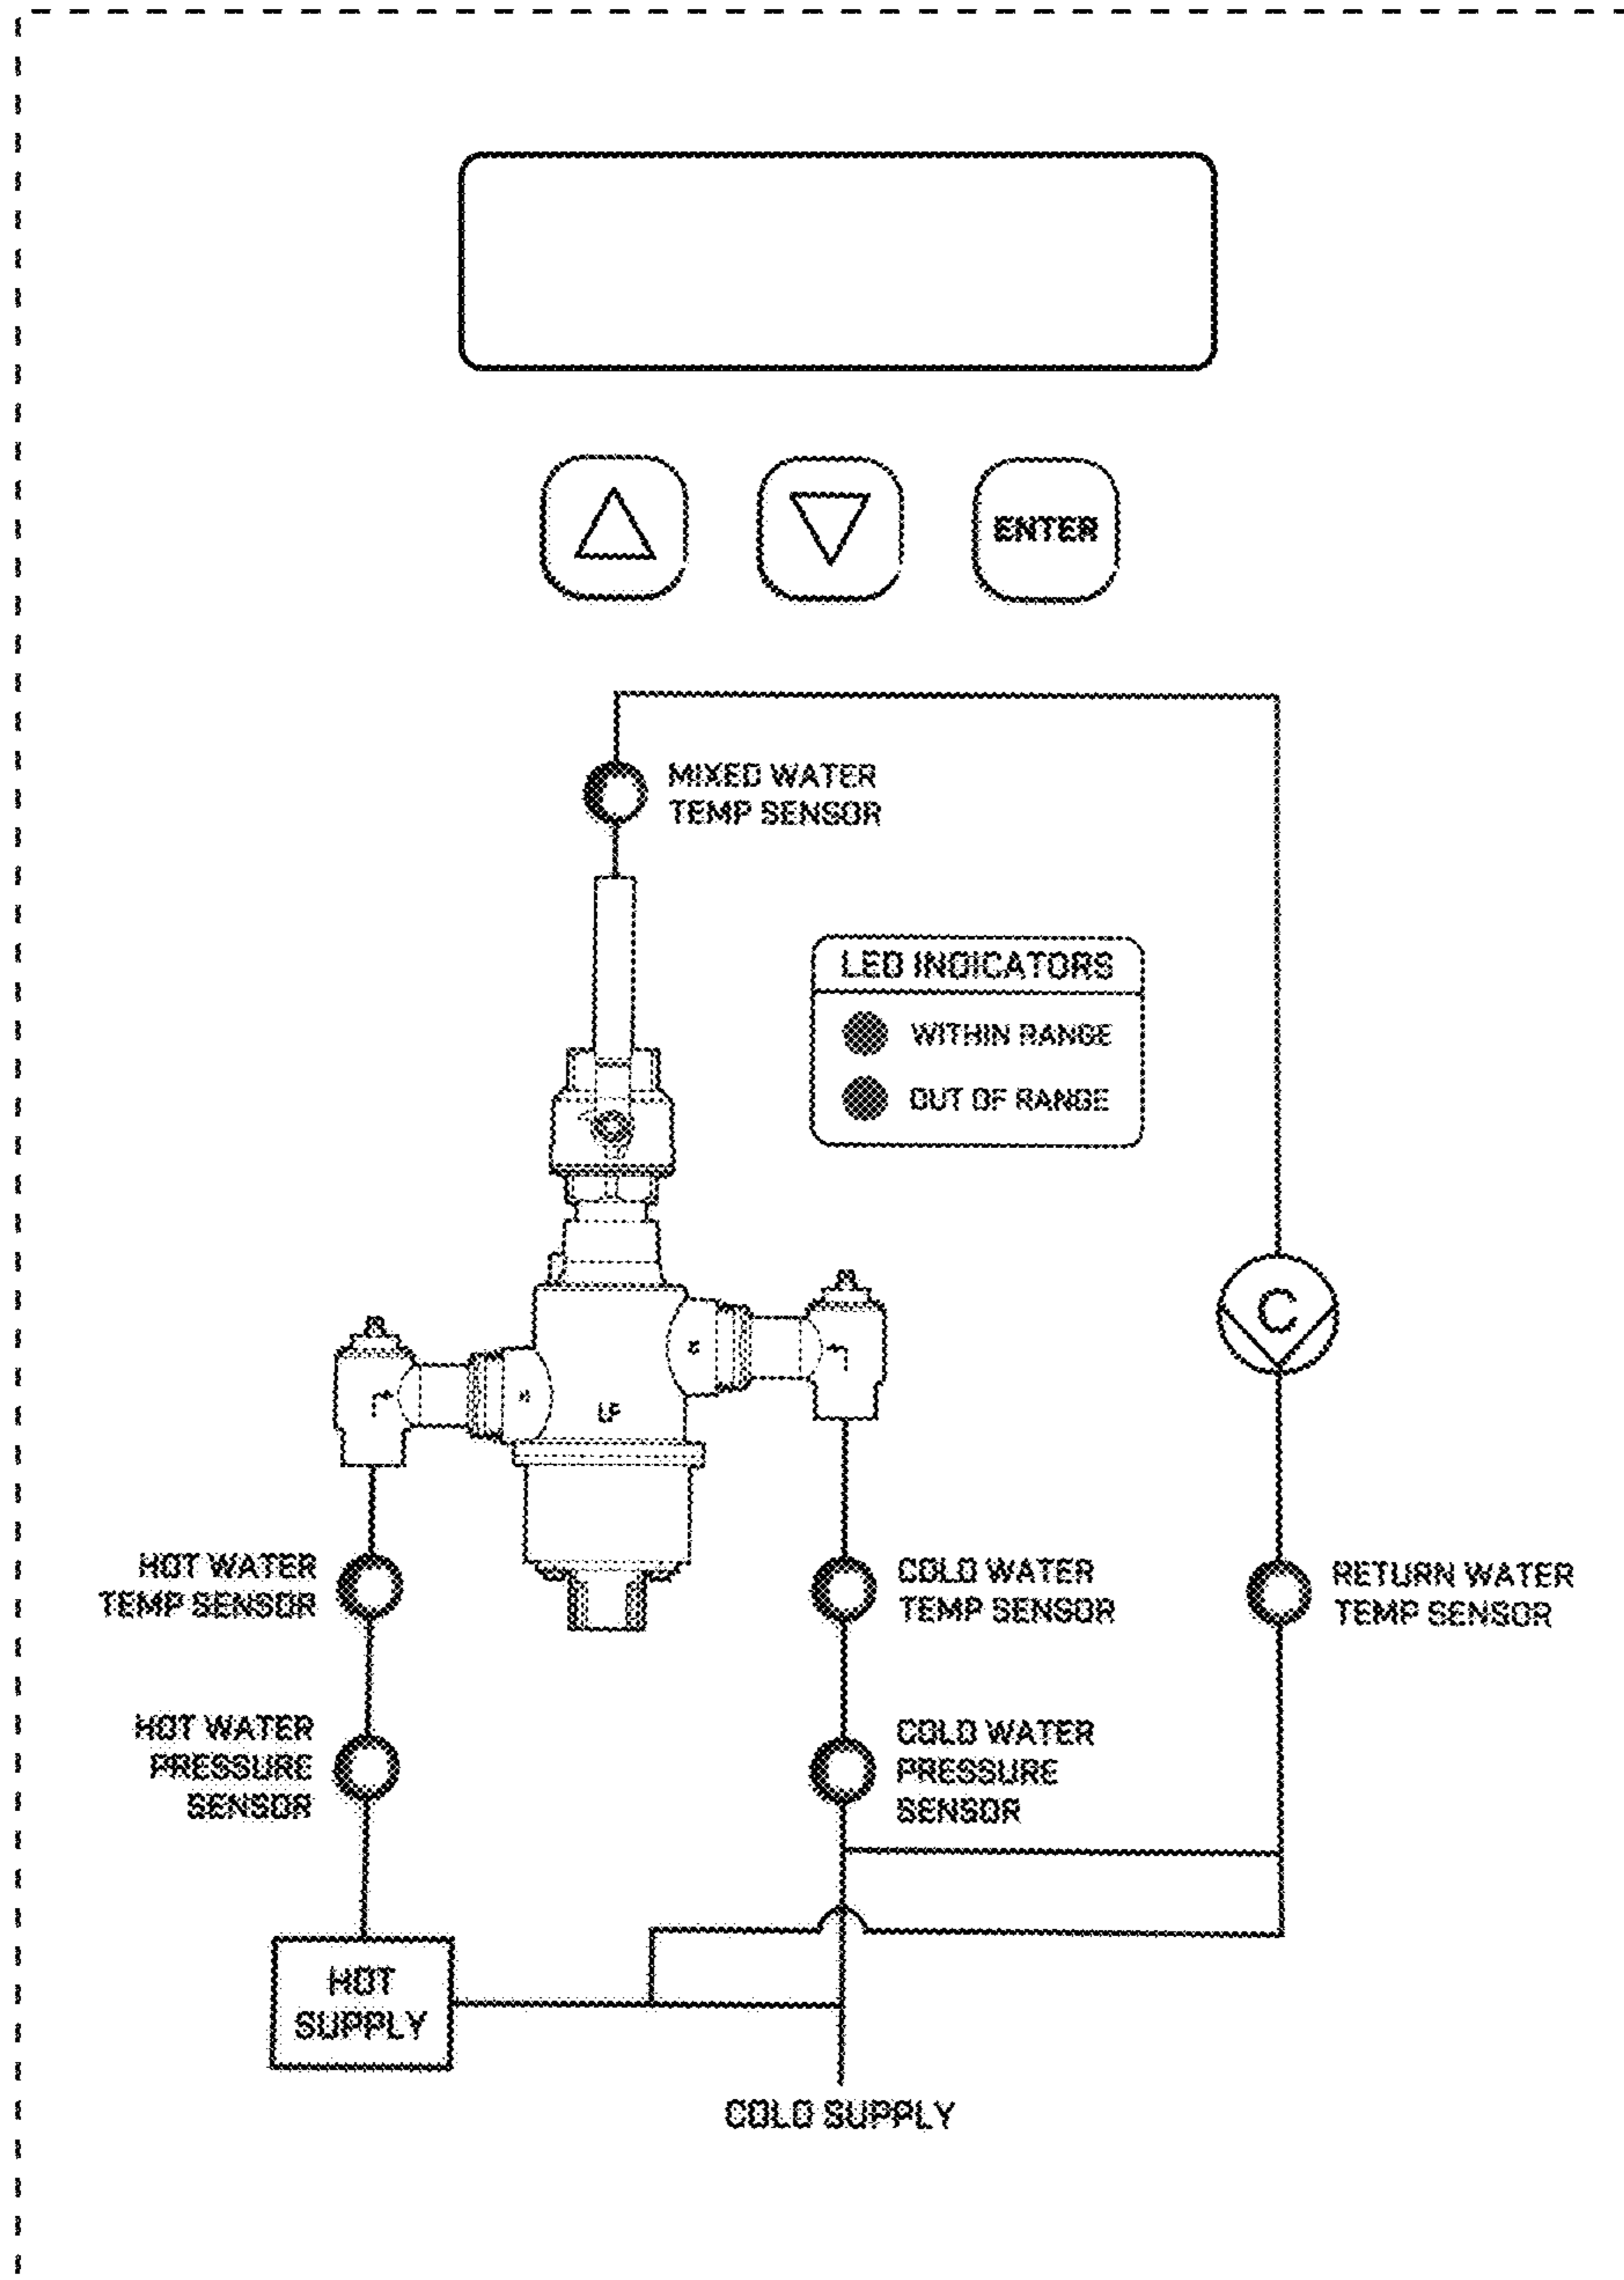 ENTER
MIXED WATER
TEMP SENSOR
LED INDICATORS
WITHIN RANGE
OUT OF RANGE
C
LF
HOT WATER
TEMP SENSOR
COLD WATER
TEMP SENSOR
RETURN WATER
TEMP SENSOR
HOT WATER
PRESSURE
SENSOR
COLD WATER
PRESSURE
SENSOR
HOT
SUPPLY
COLD SUPPLY